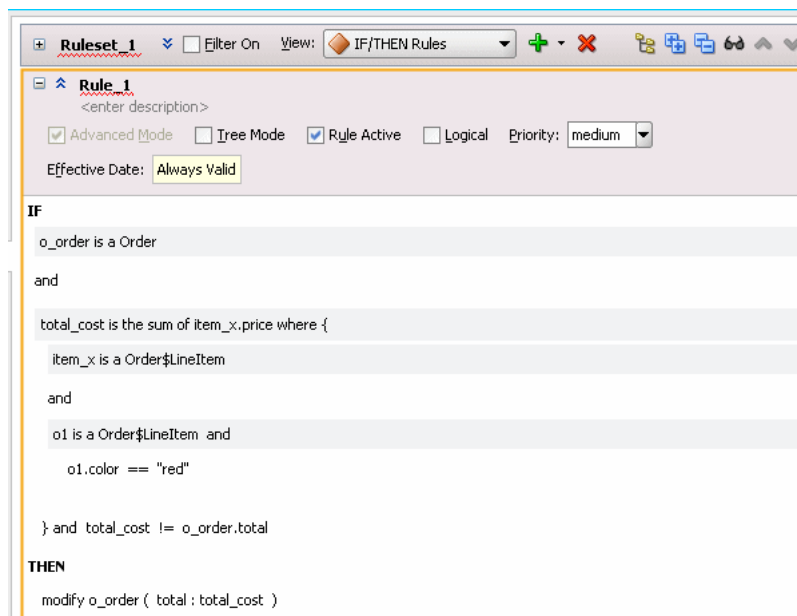 Ruleset_1 Filter On View: IF/THEN Rules
Rule_1
<enter description>
Advanced Mode Tree Mode Rule Active Logical Priority: medium
Effective Date: Always Valid
IF
o_order is a Order
and
total_cost is the sum of item_x.price where {
item_x is a Order$LineItem
and
o1 is a Order$LineItem and
o1.color == "red"
} and total_cost != o_order.total
THEN
modify o_order ( total : total_cost )